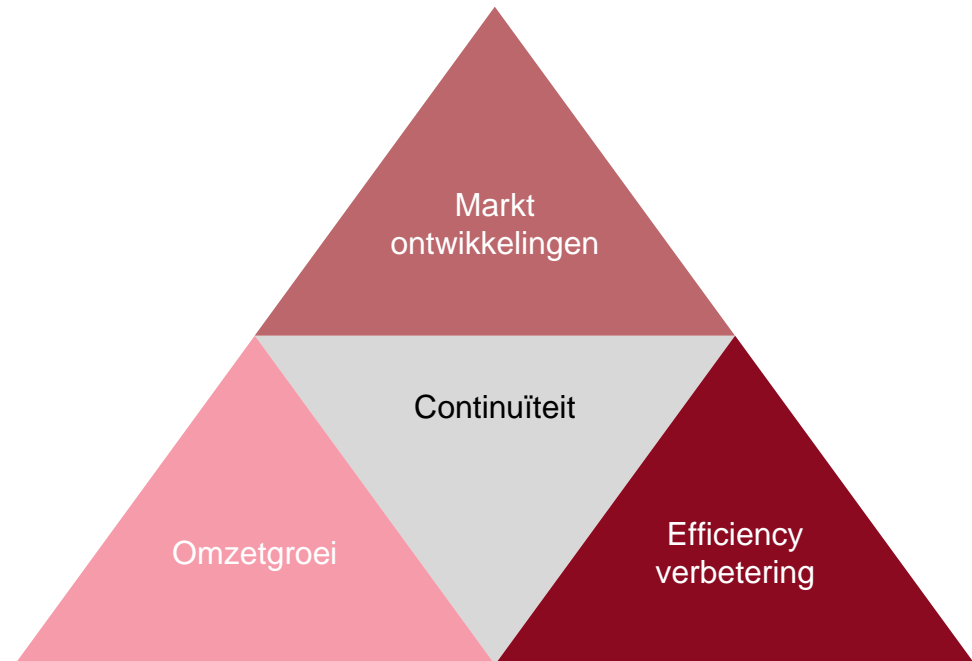 Markt
ontwikkelingen
Continuïteit
Omzetgroei
Efficiency
verbetering